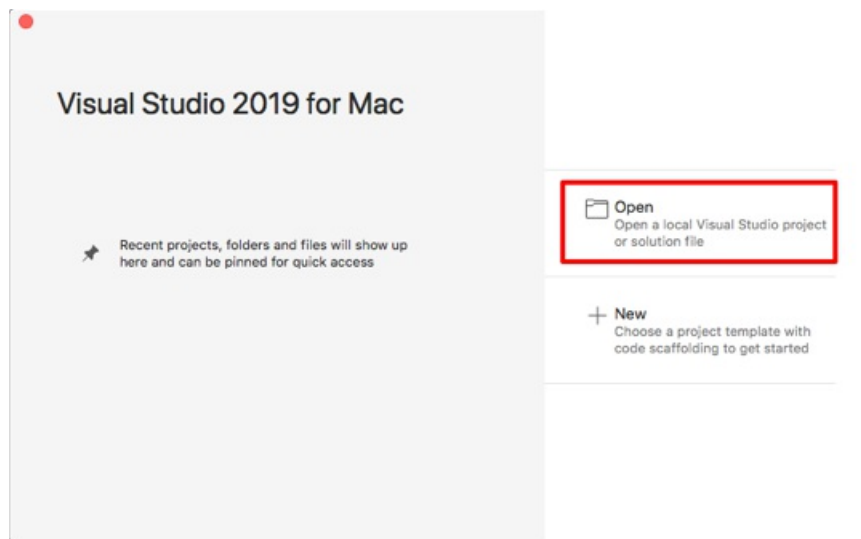 Visual Studio 2019 for Mac
Recent projects, folders and files will show up
here and can be pinned for quick access
Open
Open a local Visual Studio project
or solution file
New
Choose a project template with
code scaffolding to get started